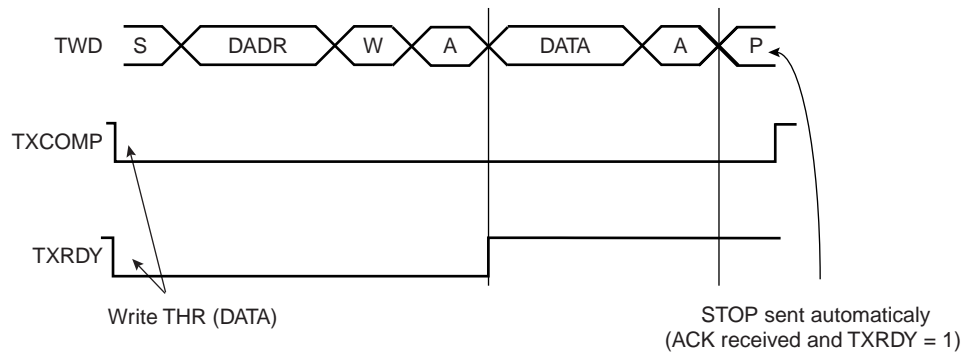 TWD S DADR W A DATA A P
TXCOMP
TXRDY
Write THR (DATA)
STOP sent automaticaly
(ACK received and TXRDY = 1)